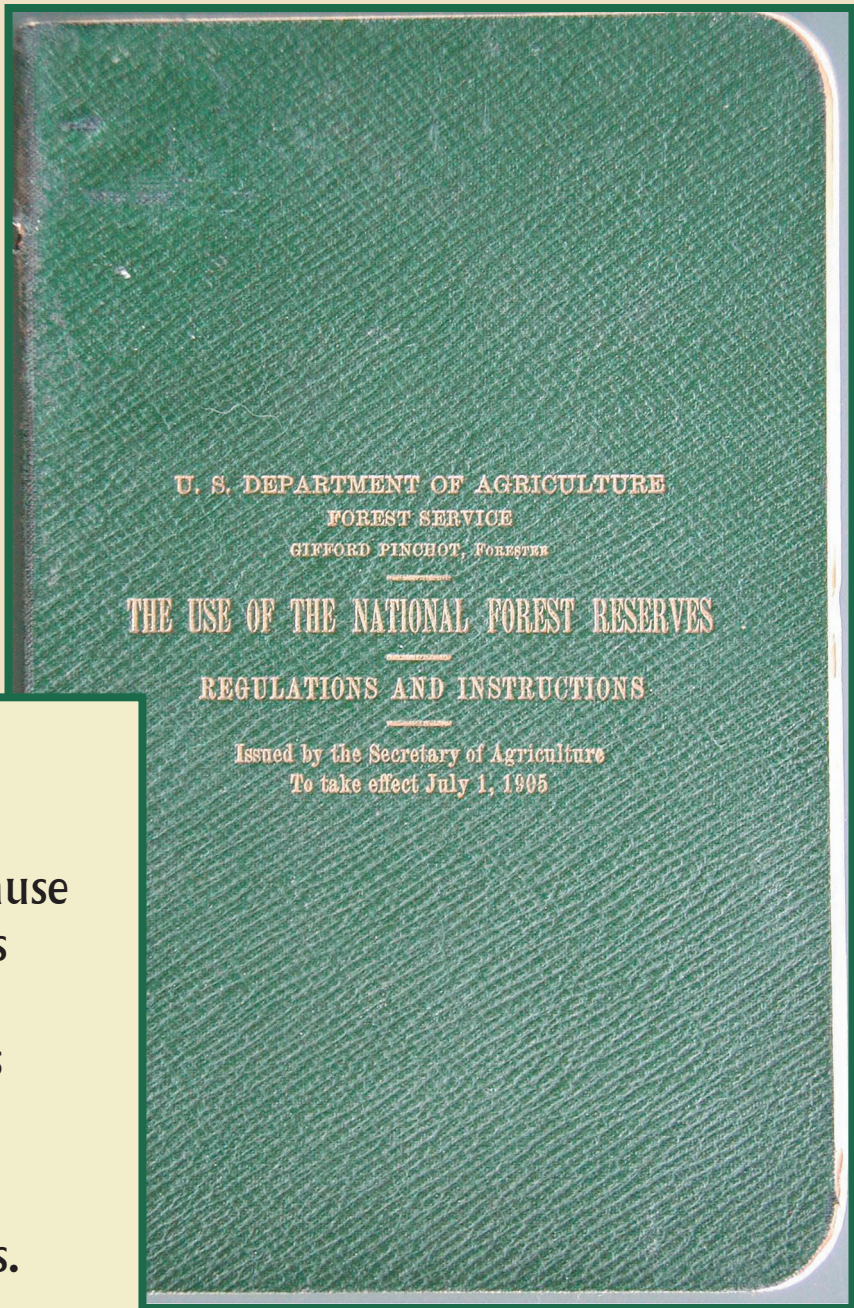 U. S. DEPARTMENT OF AGRICULTURE
FOREST SERVICE
GIFFORD PINCHOT, FORESTER
THE USE OF THE NATIONAL FOREST RESERVES
REGULATIONS AND INSTRUCTIONS
Issued by the Secretary of Agriculture
To take effect July 1, 1905